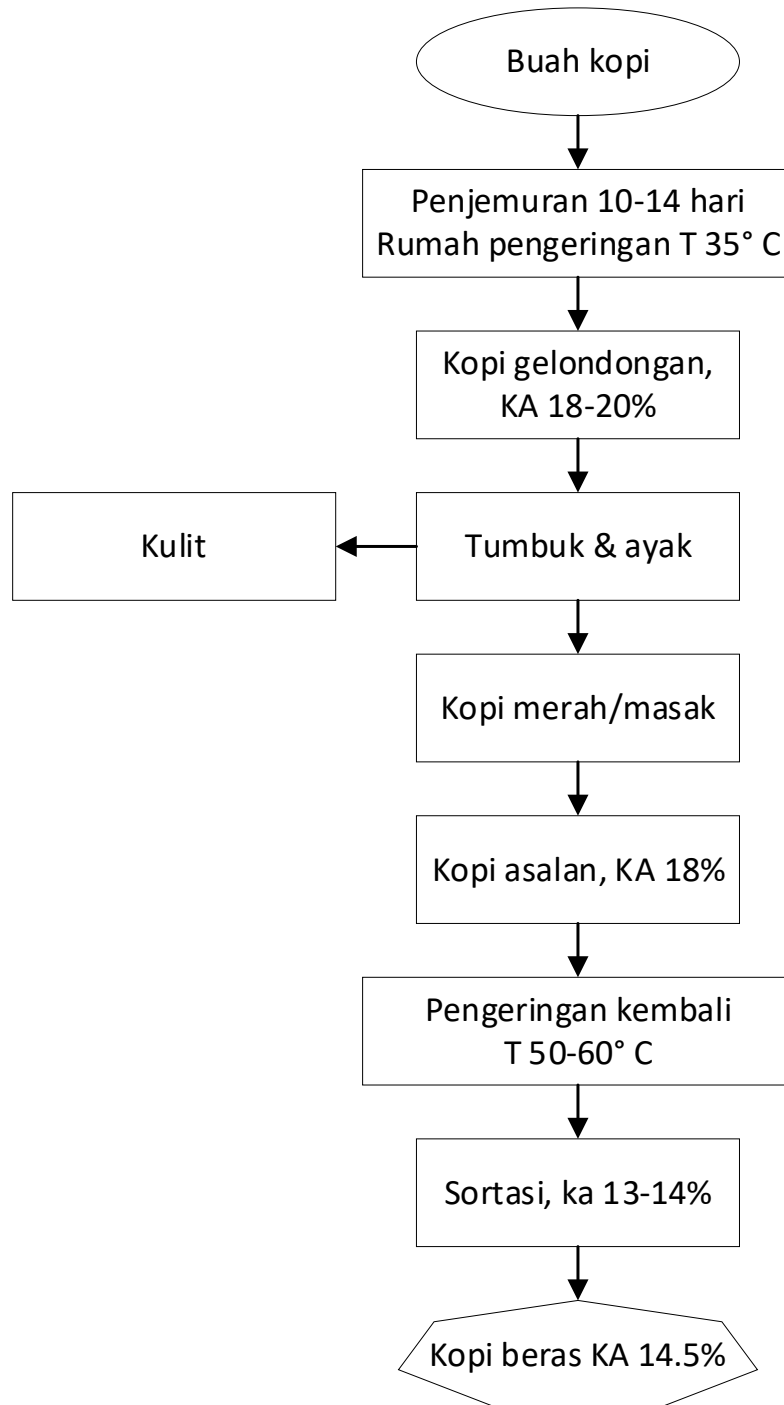 Buah kopi
Penjemuran 10-14 hari
Rumah pengeringan T 35° C
Kopi gelondongan,
KA 18-20%
Kulit
Tumbuk & ayak
Kopi merah/masak
Kopi asalan, KA 18%
Pengeringan kembali
T 50-60° C
Sortasi, ka 13-14%
Kopi beras KA 14.5%